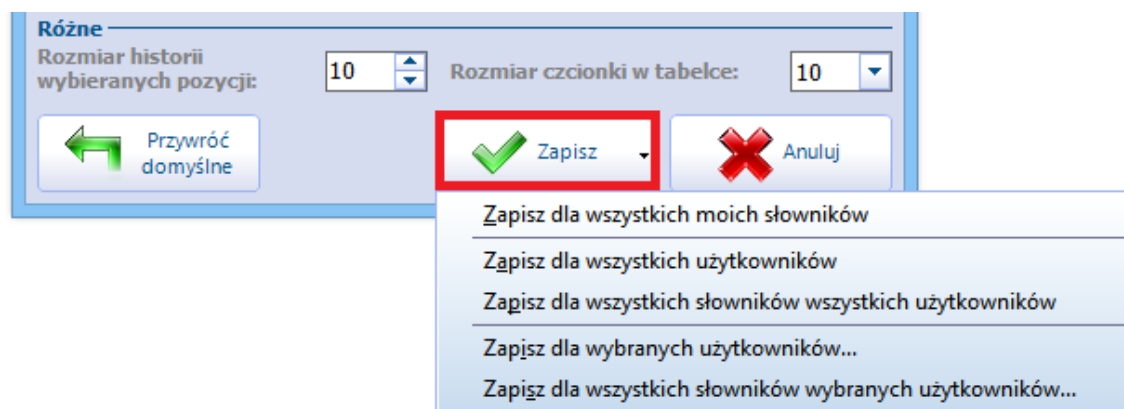 Różne
Rozmiar historii
wybieranych pozycji:
10
Rozmiar czcionki w tabelce:
10
Przywróć
domyślne
Zapisz
Anuluj
Zapisz dla wszystkich moich słowników
Zapisz dla wszystkich użytkowników
Zapisz dla wszystkich słowników wszystkich użytkowników
Zapisz dla wybranych użytkowników...
Zapisz dla wszystkich słowników wybranych użytkowników...